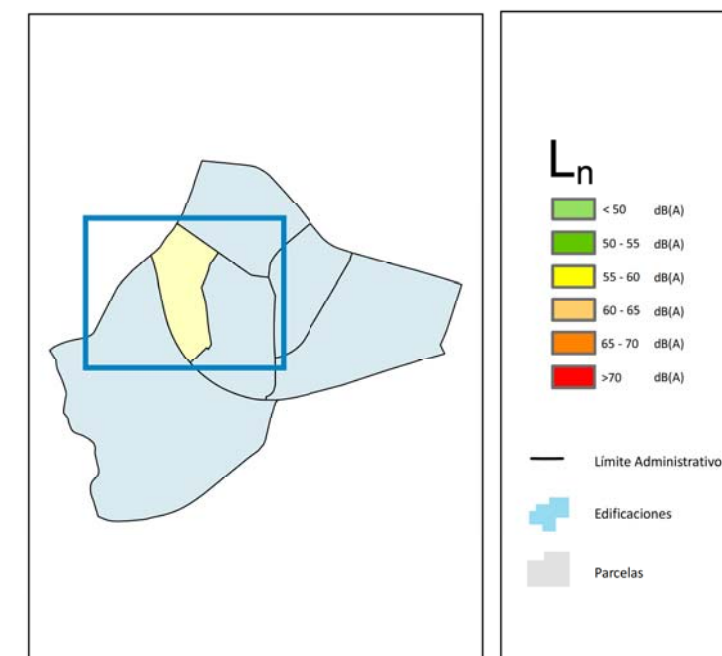 Ln
< 50 dB(A)
50 - 55 dB(A)
55 - 60 dB(A)
60 - 65 dB(A)
65 - 70 dB(A)
>70 dB(A)
Límite Administrativo
Edificaciones
Parcelas